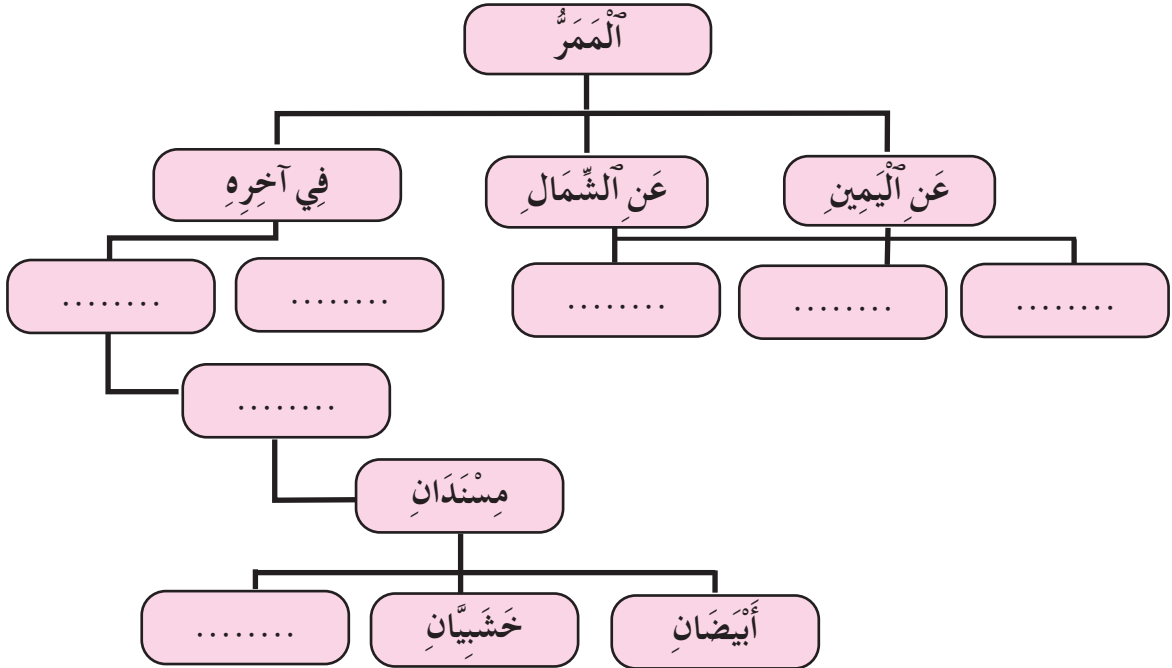 ٱلْمَمَرُّ
عَنِ ٱلْيَمِينِ
عَنِ ٱلشِّمَالِ
فِي آخِرِهِ
........
........
........
........
........
........
مِسْنَدَانِ
أَبْيَضَانِ
خَشَبِيَّانِ
........